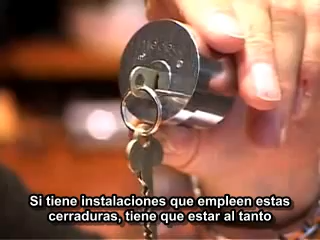 Si tiene instalaciones que empleen estas
cerraduras, tiene que estar al tanto